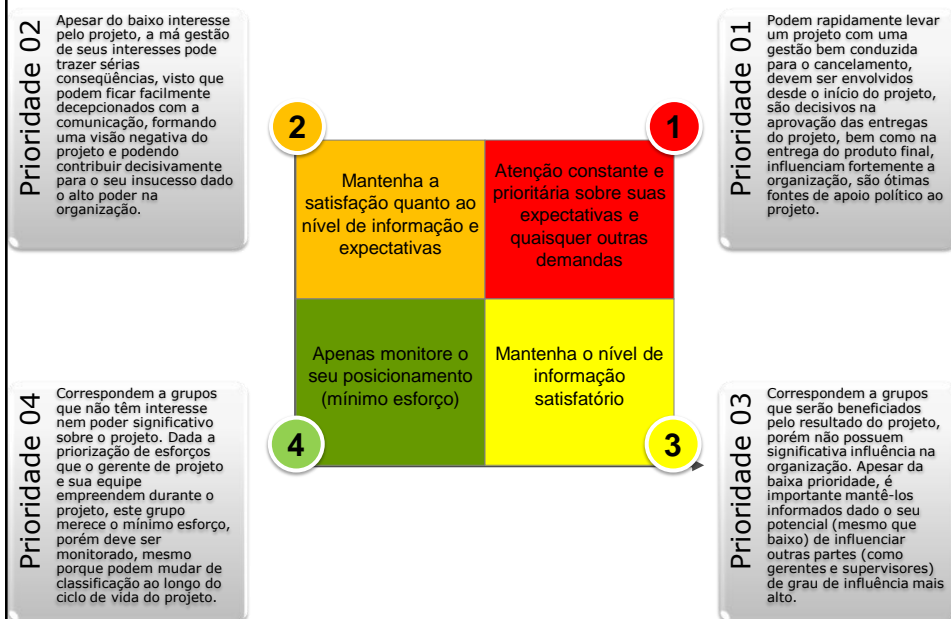 Prioridade 02
Apesar do baixo interesse
pelo projeto, a má gestão
de seus interesses pode
trazer sérias
conseqüências, visto que
podem ficar facilmente
decepcionados com a
comunicação, formando
uma visão negativa do
projeto e podendo
contribuir decisivamente
para o seu insucesso dado
o alto poder na
organização.
2
Mantenha a
satisfação quanto ao
nível de informação e
expectativas
1
Atenção constante e
prioritária sobre suas
expectativas e
quaisquer outras
demandas
Prioridade 01
Podem rapidamente levar
um projeto com uma
gestão bem conduzida
para o cancelamento,
devem ser envolvidos
desde o início do projeto,
são decisivos na
aprovação das entregas
do projeto, bem como na
entrega do produto final,
influenciam fortemente a
organização, são ótimas
fontes de apoio político ao
projeto.
Prioridade 04
Correspondem a grupos
que não têm interesse
nem poder significativo
sobre o projeto. Dada a
priorização de esforços
que o gerente de projeto
e sua equipe
empreendem durante o
projeto, este grupo
merece o mínimo esforço,
porém deve ser
monitorado, mesmo
porque podem mudar de
classificação ao longo do
ciclo de vida do projeto.
Apenas monitore o
seu posicionamento
(mínimo esforço)
4
Mantenha o nível de
informação
satisfatório
3
Prioridade 03
Correspondem a grupos
que serão beneficiados
pelo resultado do projeto,
porém não possuem
significativa influência na
organização. Apesar da
baixa prioridade, é
importante mantê-los
informados dado o seu
potencial (mesmo que
baixo) de influenciar
outras partes (como
gerentes e supervisores)
de grau de influência mais
alto.